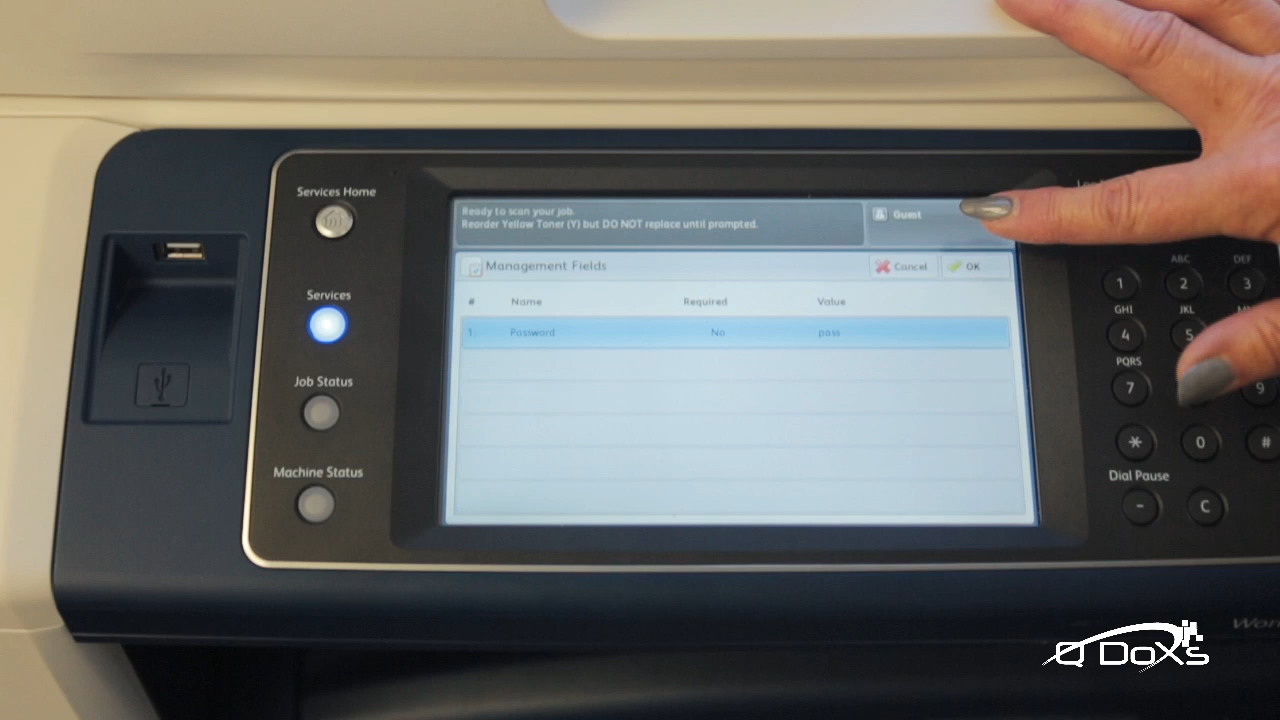 Services Home
Services
Job Status
Machine Status
Ready to scan your job.
Reorder Yellow Toner (Y) but DO NOT replace until prompted.
Guest
Management Fields
Cancel
OK
# Name Required Value
1 Password No pass
ABC DEF
1 2 3
GHI JKL
4 5
PQRS
7 9
* 0 #
Dial Pause
- C
Q DoXs